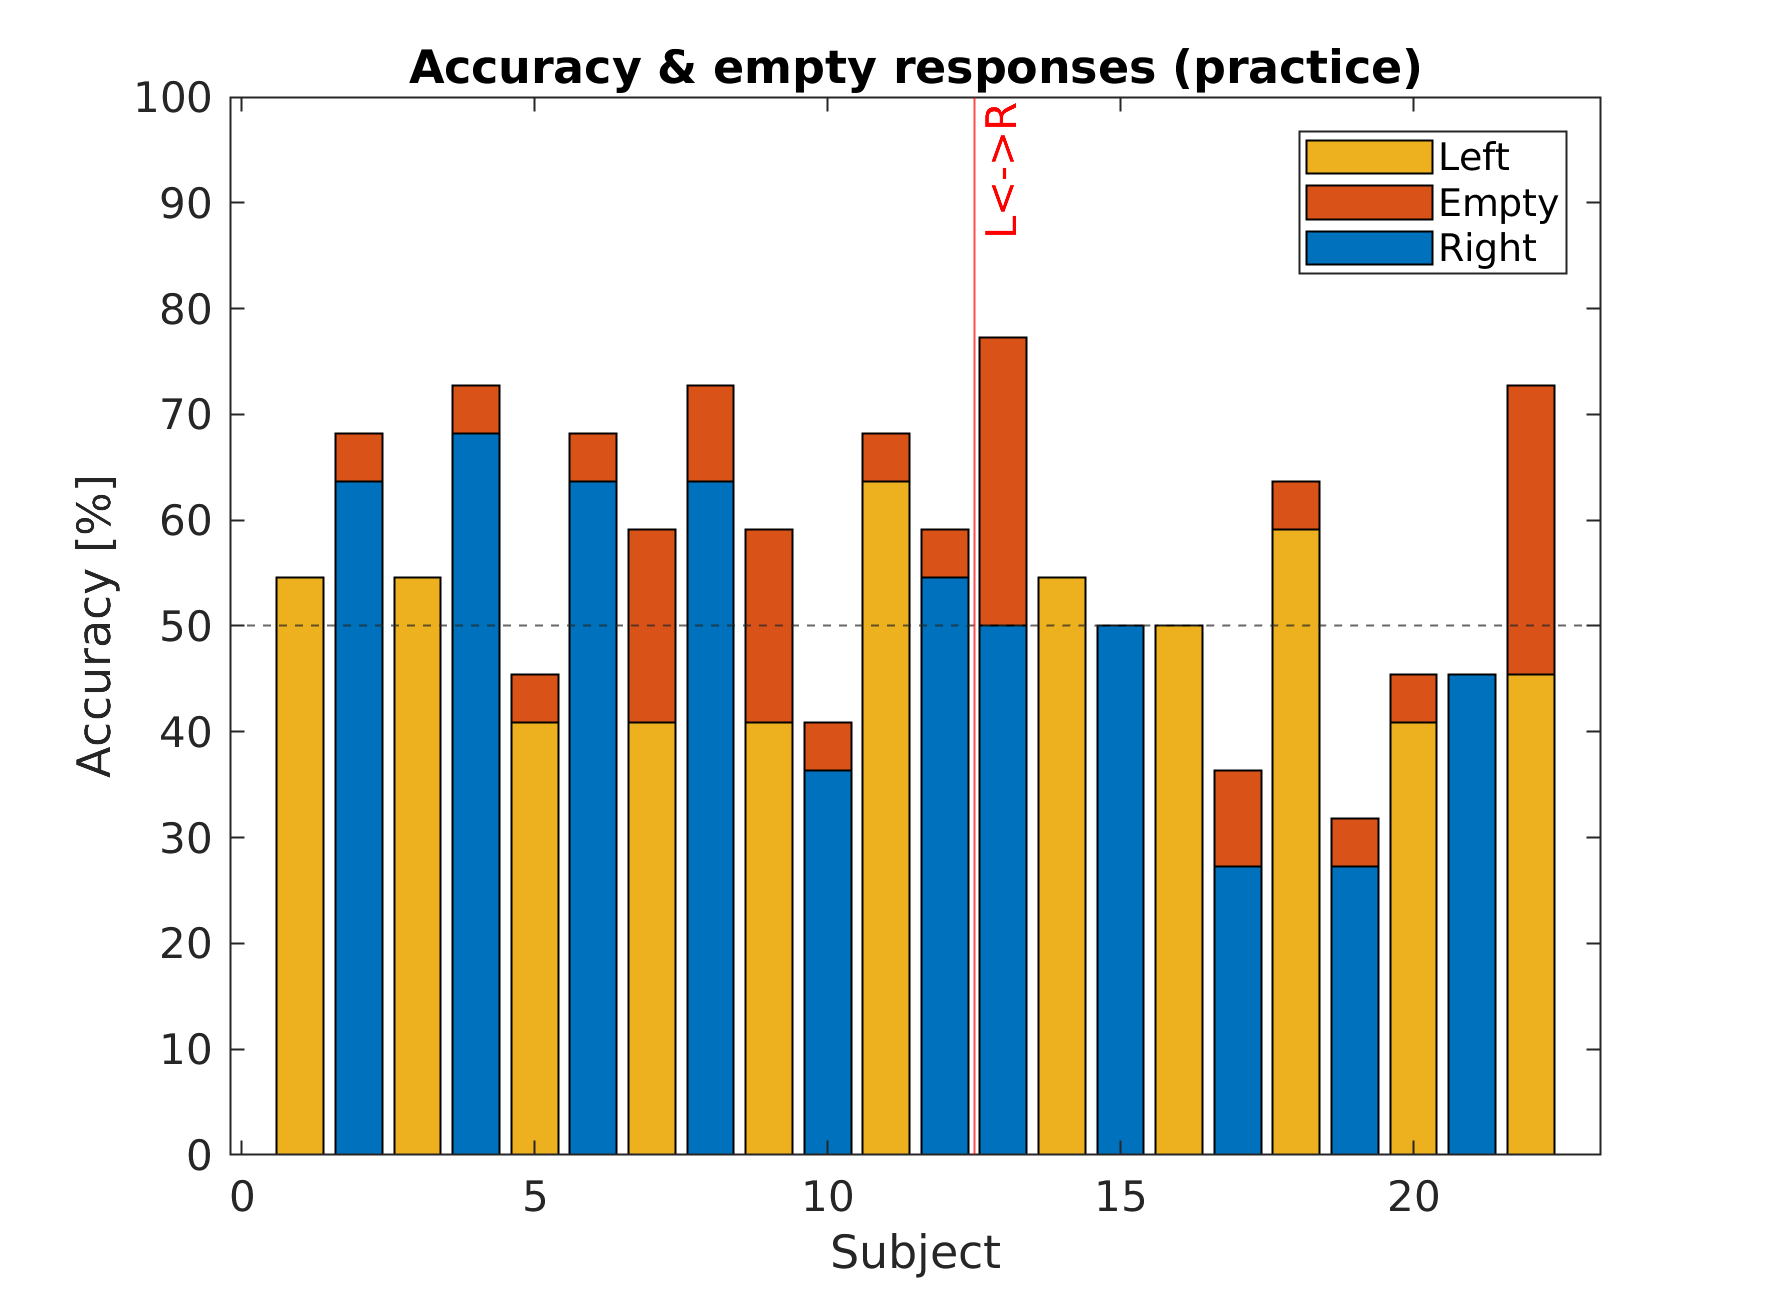 Accuracy & empty responses (practice)
100
90
80
70
60
50
40
30
20
10
0
Accuracy [%]
L<->R
Left
Empty
Right
0 5 10 15 20
Subject